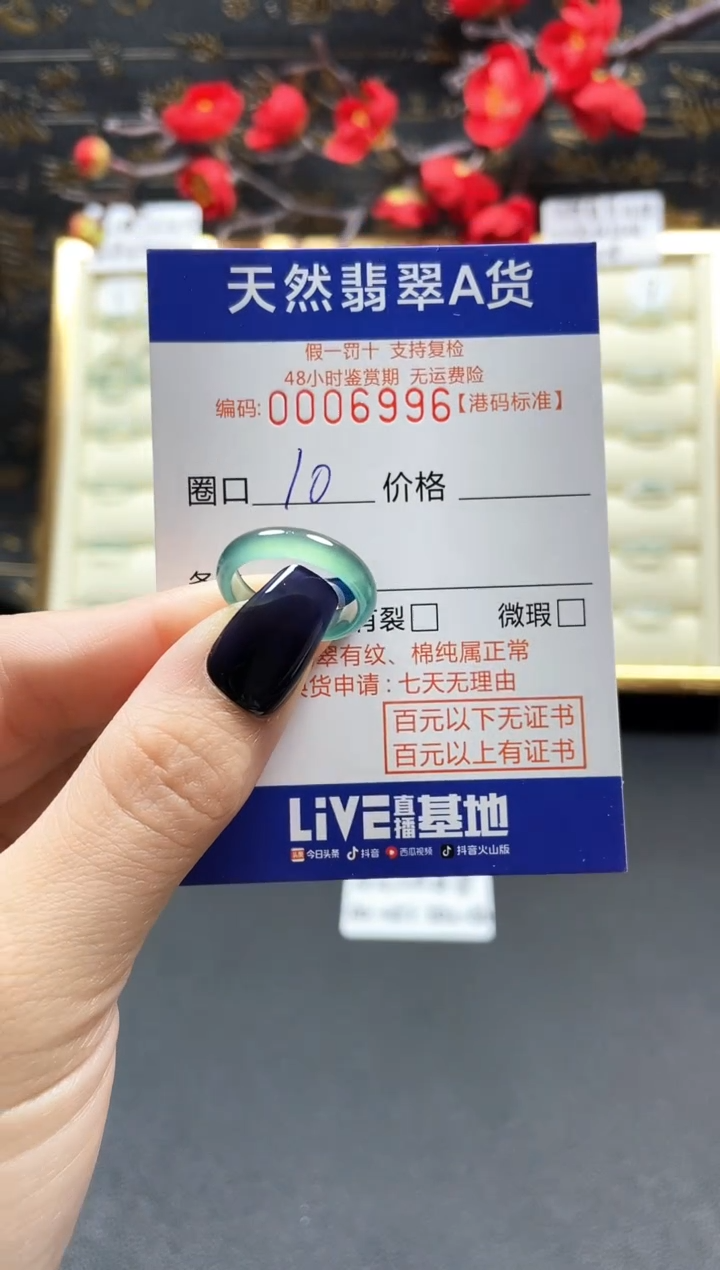 天然翡翠A货
假一罚十 支持复检
48小时鉴赏期 无运费险
编码:0006996【港码标准】
圈口 10 价格
有裂□ 微瑕□
翠有纹、棉纯属正常
货申请:七天无理由
百元以下无证书
百元以上有证书
LiVE直播基地
头条 今日头条 抖音 西瓜视频 抖音火山版